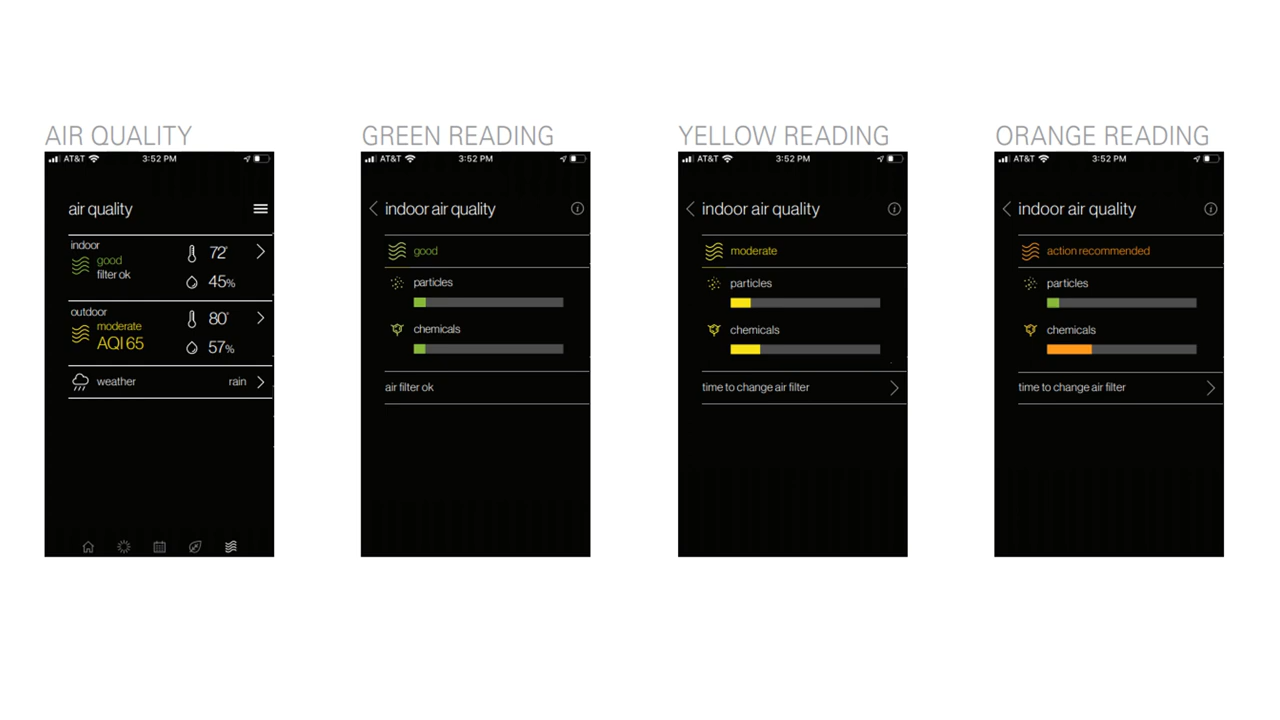 AIR QUALITY
AT&T 3:52 PM
air quality
indoor
good
filter ok
72°
45%
outdoor
moderate
AQI 65
80°
57%
weather rain
GREEN READING
AT&T 3:52 PM
indoor air quality
good
particles
chemicals
air filter ok
YELLOW READING
AT&T 3:52 PM
indoor air quality
moderate
particles
chemicals
time to change air filter
ORANGE READING
AT&T 3:52 PM
indoor air quality
action recommended
particles
chemicals
time to change air filter